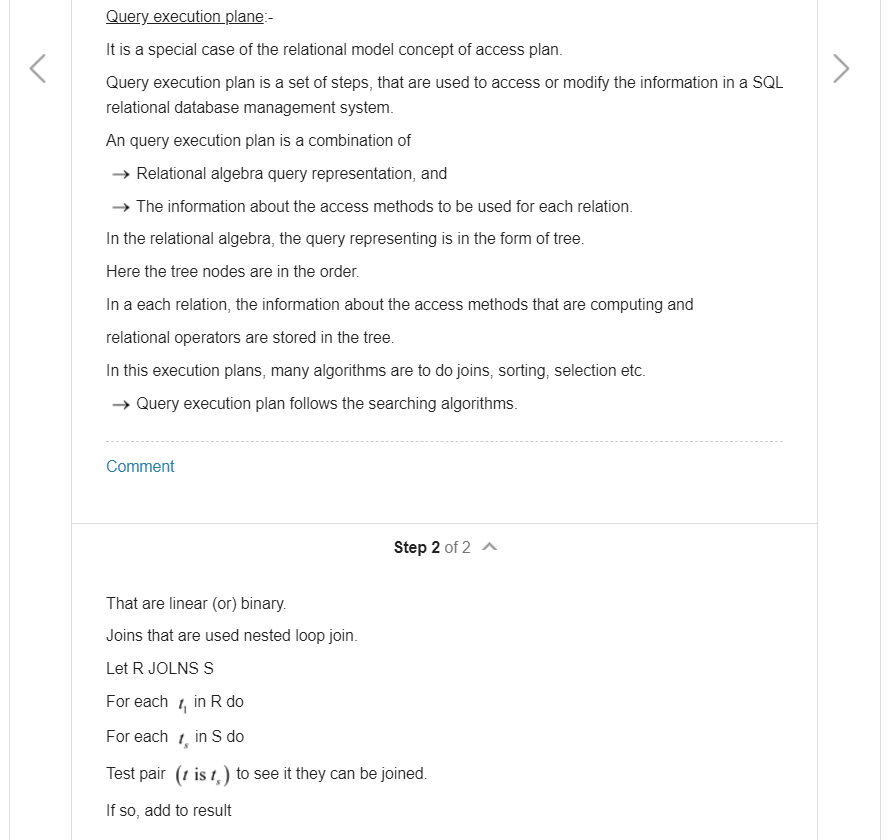 Query execution plane:-
It is a special case of the relational model concept of access plan.
Query execution plan is a set of steps, that are used to access or modify the information in a SQL
relational database management system.
An query execution plan is a combination of
→ Relational algebra query representation, and
→ The information about the access methods to be used for each relation.
In the relational algebra, the query representing is in the form of tree.
Here the tree nodes are in the order.
In a each relation, the information about the access methods that are computing and
relational operators are stored in the tree.
In this execution plans, many algorithms are to do joins, sorting, selection etc.
→ Query execution plan follows the searching algorithms.
Comment
Step 2 of 2
That are linear (or) binary.
Joins that are used nested loop join.
Let R JOLNS S
For each t₁ in R do
For each tₛ in S do
Test pair (t is tₛ) to see it they can be joined.
If so, add to result